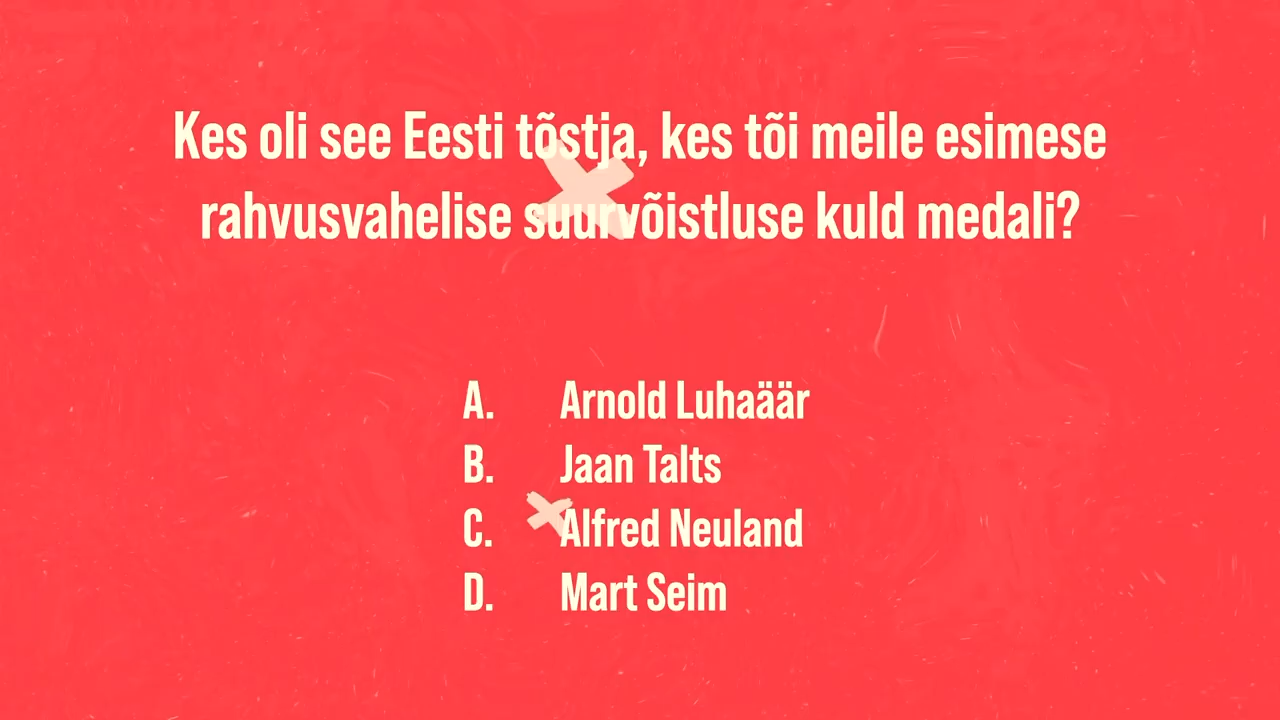 Kes oli see Eesti tõstja, kes tõi meile esimese
rahvusvahelise suurvõistluse kuld medali?
A. Arnold Luhaäär
B. Jaan Talts
C. Alfred Neuland
D. Mart Seim